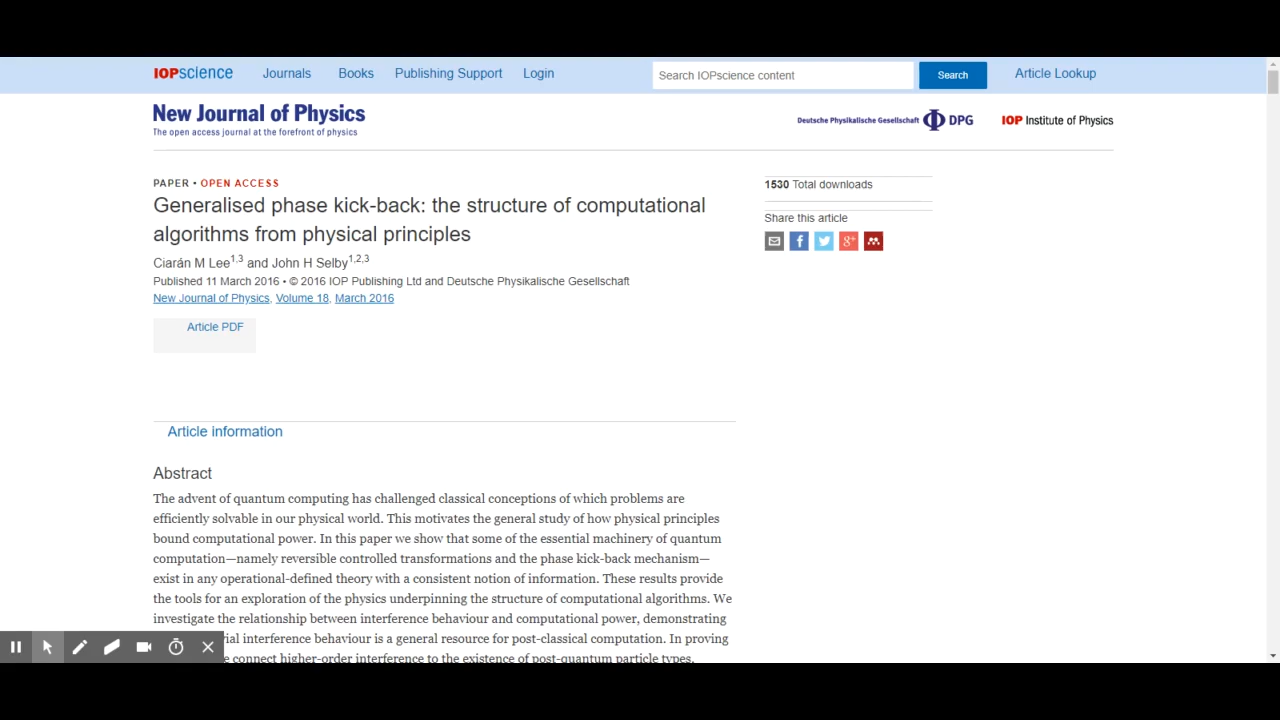 IOPscience Journals Books Publishing Support Login Search IOPscience content Search Article Lookup
New Journal of Physics
The open access journal at the forefront of physics
Deutsche Physikalische Gesellschaft DPG IOP Institute of Physics
PAPER • OPEN ACCESS
Generalised phase kick-back: the structure of computational
algorithms from physical principles
Ciarán M Lee1,3 and John H Selby1,2,3
Published 11 March 2016 • © 2016 IOP Publishing Ltd and Deutsche Physikalische Gesellschaft
New Journal of Physics, Volume 18, March 2016
Article PDF
1530 Total downloads
Share this article
Article information
Abstract
The advent of quantum computing has challenged classical conceptions of which problems are
efficiently solvable in our physical world. This motivates the general study of how physical principles
bound computational power. In this paper we show that some of the essential machinery of quantum
computation—namely reversible controlled transformations and the phase kick-back mechanism—
exist in any operational-defined theory with a consistent notion of information. These results provide
the tools for an exploration of the physics underpinning the structure of computational algorithms. We
investigate the relationship between interference behaviour and computational power, demonstrating
interference behaviour is a general resource for post-classical computation. In proving
connect higher-order interference to the existence of post-quantum particle types,